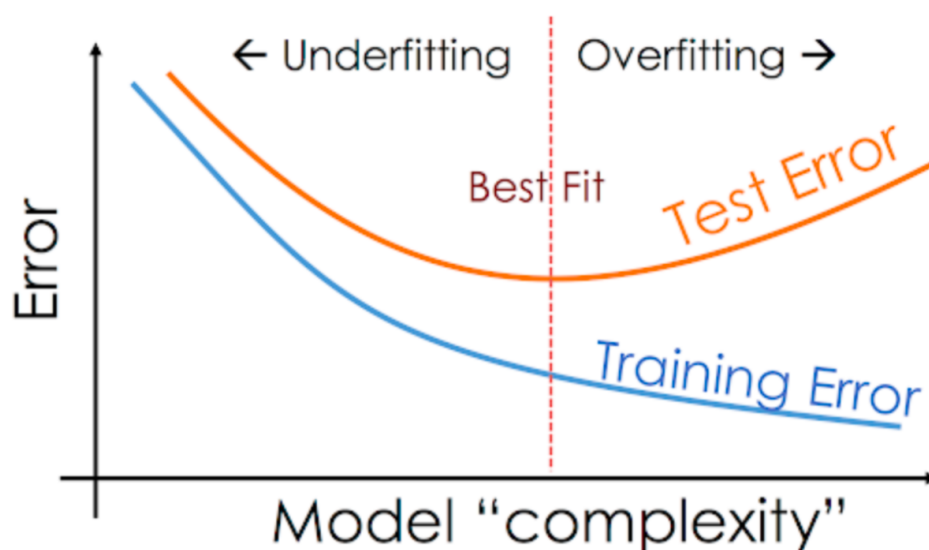 ← Underfitting
Overfitting →
Best Fit
Test Error
Error
Training Error
Model “complexity”